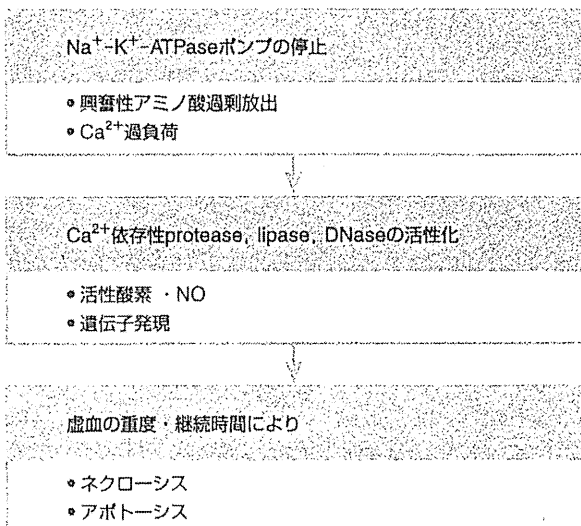 Na⁺-K⁺-ATPaseポンプの停止
• 興奮性アミノ酸過剰放出
• Ca²⁺過負荷
Ca²⁺依存性protease, lipase, DNaseの活性化
• 活性酸素 ・NO
• 遺伝子発現
虚血の重度・継続時間により
• ネクローシス
• アポトーシス